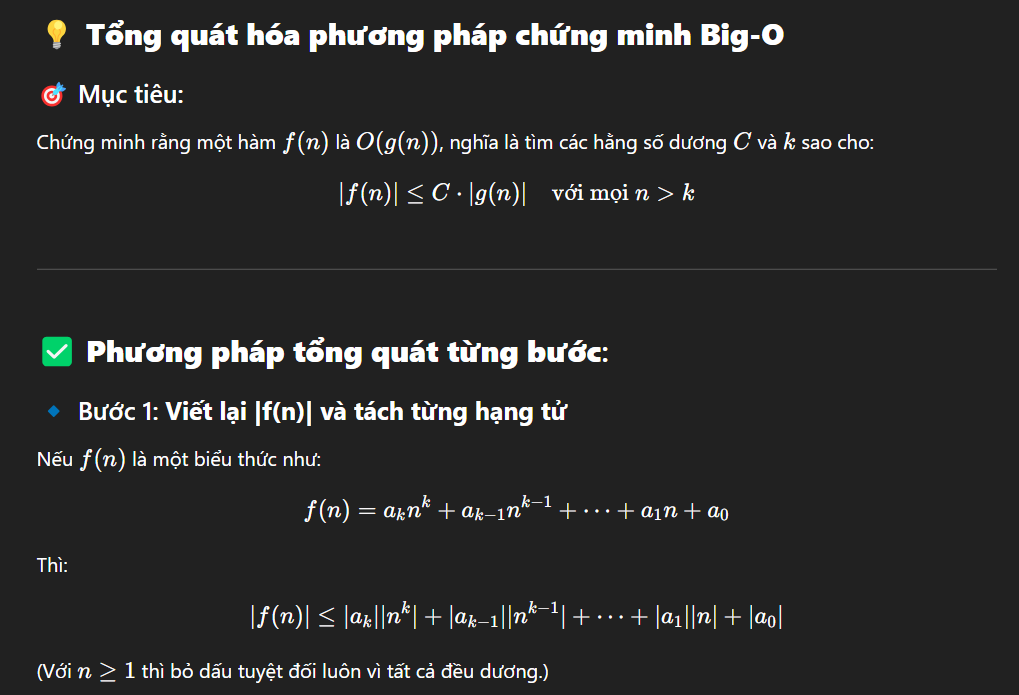 💡 Tổng quát hóa phương pháp chứng minh Big-O
🎯 Mục tiêu:
Chứng minh rằng một hàm f(n) là O(g(n)), nghĩa là tìm các hằng số dương C và k sao cho:
|f(n)| ≤ C · |g(n)| với mọi n > k
✅ Phương pháp tổng quát từng bước:
🔹 Bước 1: Viết lại |f(n)| và tách từng hạng tử
Nếu f(n) là một biểu thức như:
f(n) = a_k n^k + a_{k−1} n^{k−1} + ⋯ + a_1 n + a_0
Thì:
|f(n)| ≤ |a_k||n^k| + |a_{k−1}||n^{k−1}| + ⋯ + |a_1||n| + |a_0|
(Với n ≥ 1 thì bỏ dấu tuyệt đối luôn vì tất cả đều dương.)